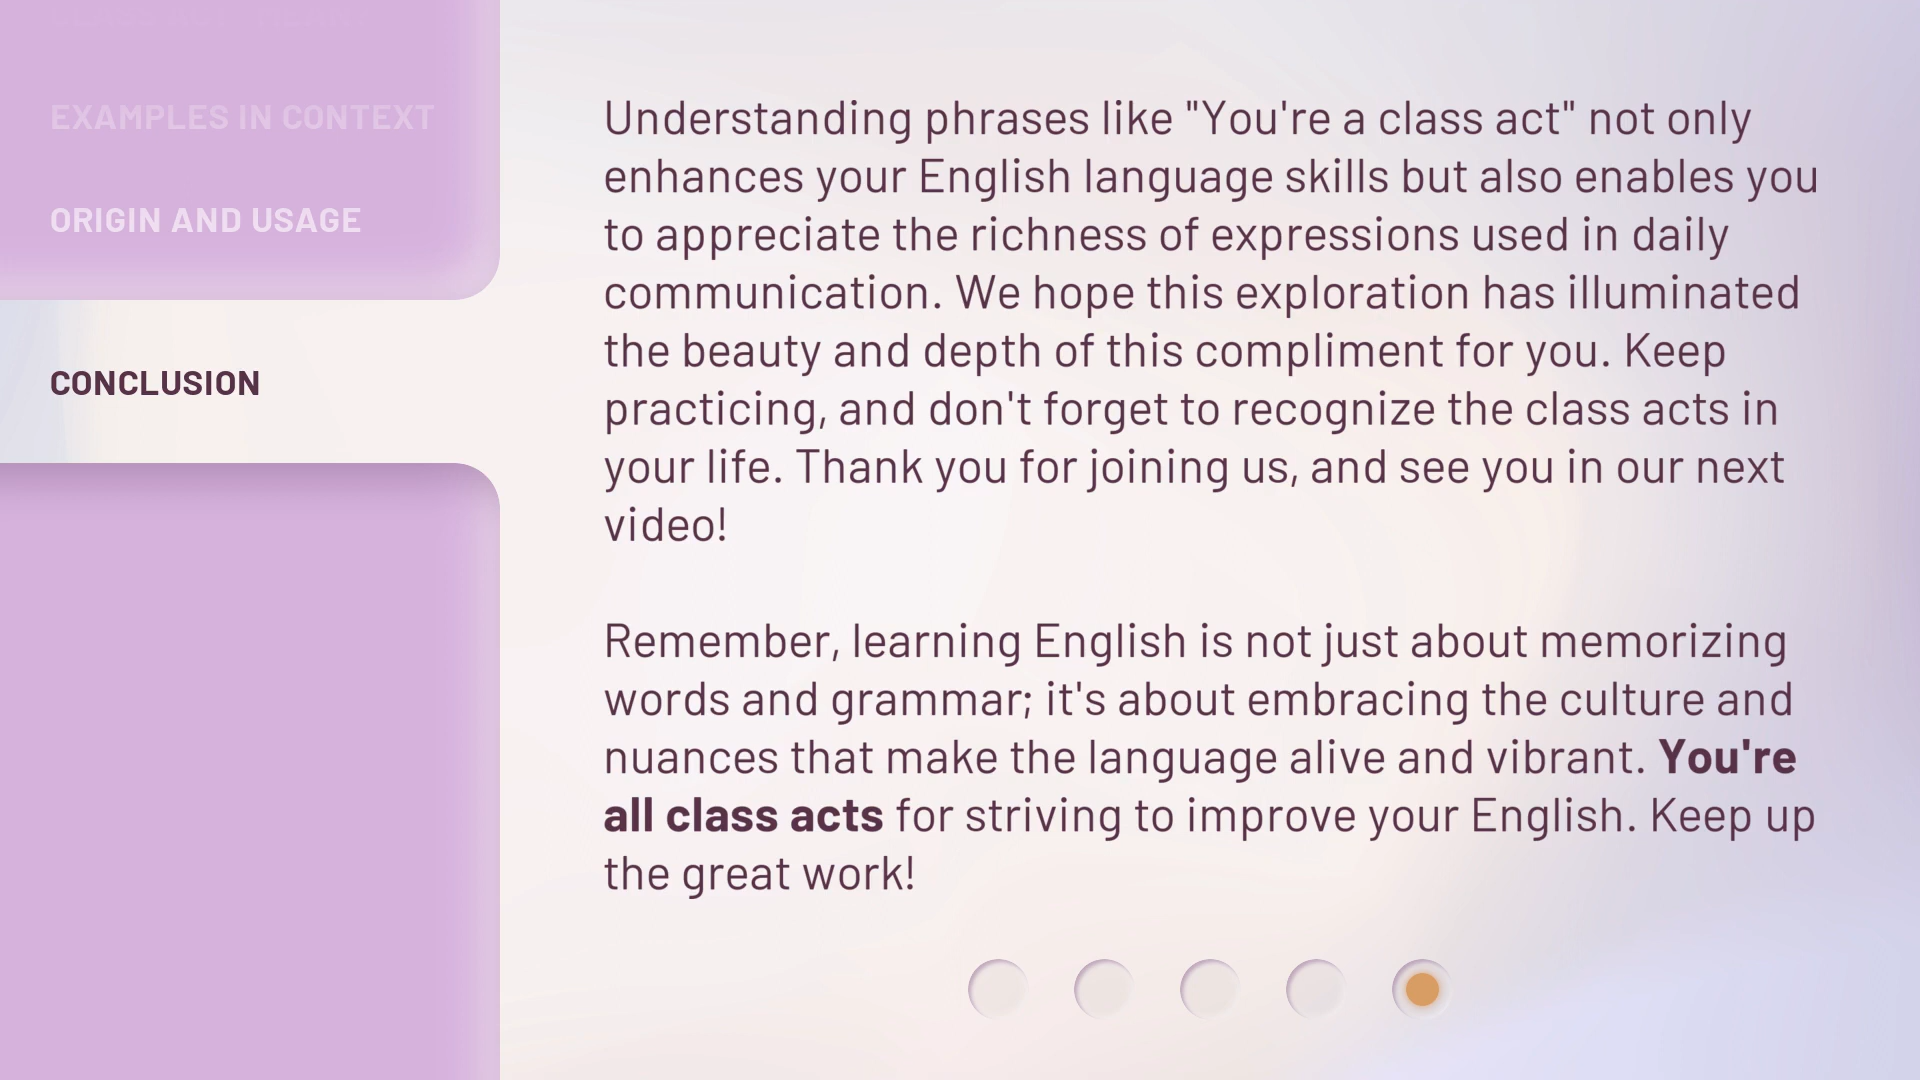 EXAMPLES IN CONTEXT
ORIGIN AND USAGE
CONCLUSION
Understanding phrases like "You're a class act" not only
enhances your English language skills but also enables you
to appreciate the richness of expressions used in daily
communication. We hope this exploration has illuminated
the beauty and depth of this compliment for you. Keep
practicing, and don't forget to recognize the class acts in
your life. Thank you for joining us, and see you in our next
video!
Remember, learning English is not just about memorizing
words and grammar; it's about embracing the culture and
nuances that make the language alive and vibrant. You're
all class acts for striving to improve your English. Keep up
the great work!